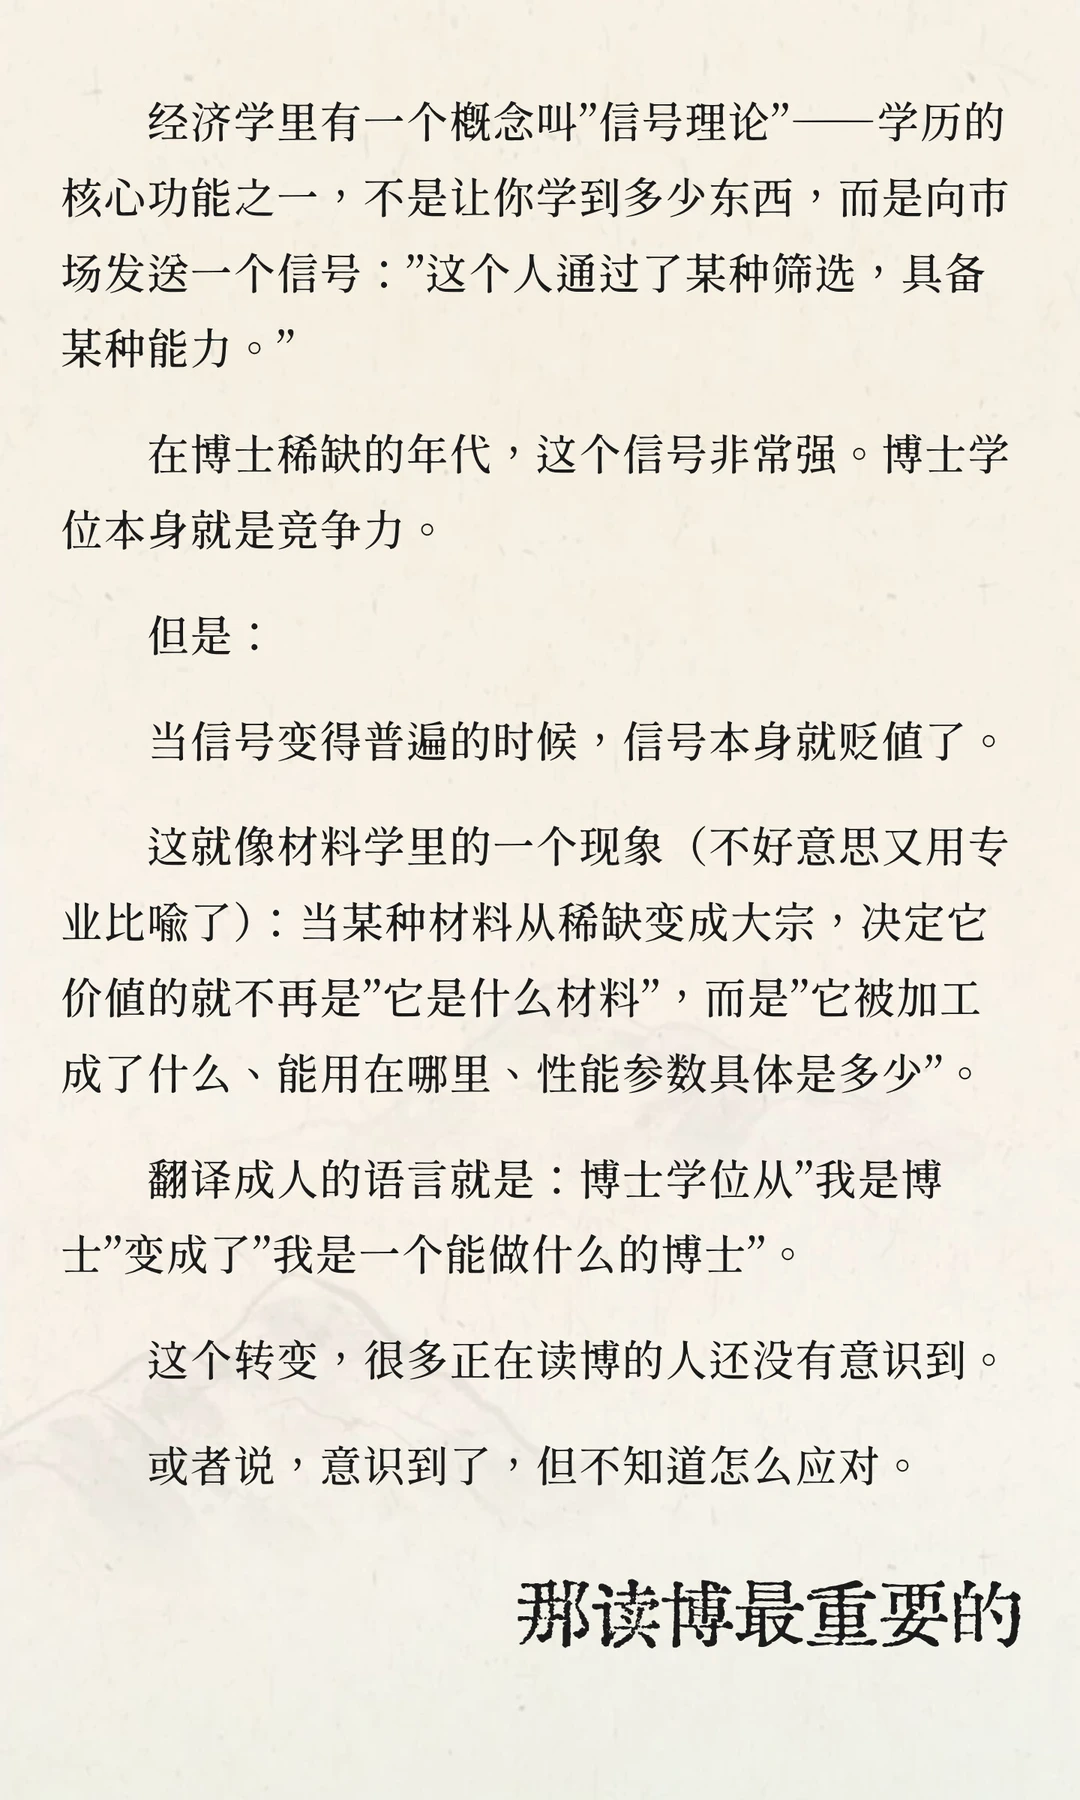 经济学里有一个概念叫”信号理论”——学历的
核心功能之一，不是让你学到多少东西，而是向市
场发送一个信号：”这个人通过了某种筛选，具备
某种能力。”
在博士稀缺的年代，这个信号非常强。博士学
位本身就是竞争力。
但是：
当信号变得普遍的时候，信号本身就贬值了。
这就像材料学里的一个现象（不好意思又用专
业比喻了）：当某种材料从稀缺变成大宗，决定它
价值的就不再是”它是什么材料”，而是”它被加工
成了什么、能用在哪里、性能参数具体是多少”。
翻译成人的语言就是：博士学位从”我是博
士”变成了”我是一个能做什么的博士”。
这个转变，很多正在读博的人还没有意识到。
或者说，意识到了，但不知道怎么应对。
那读博最重要的